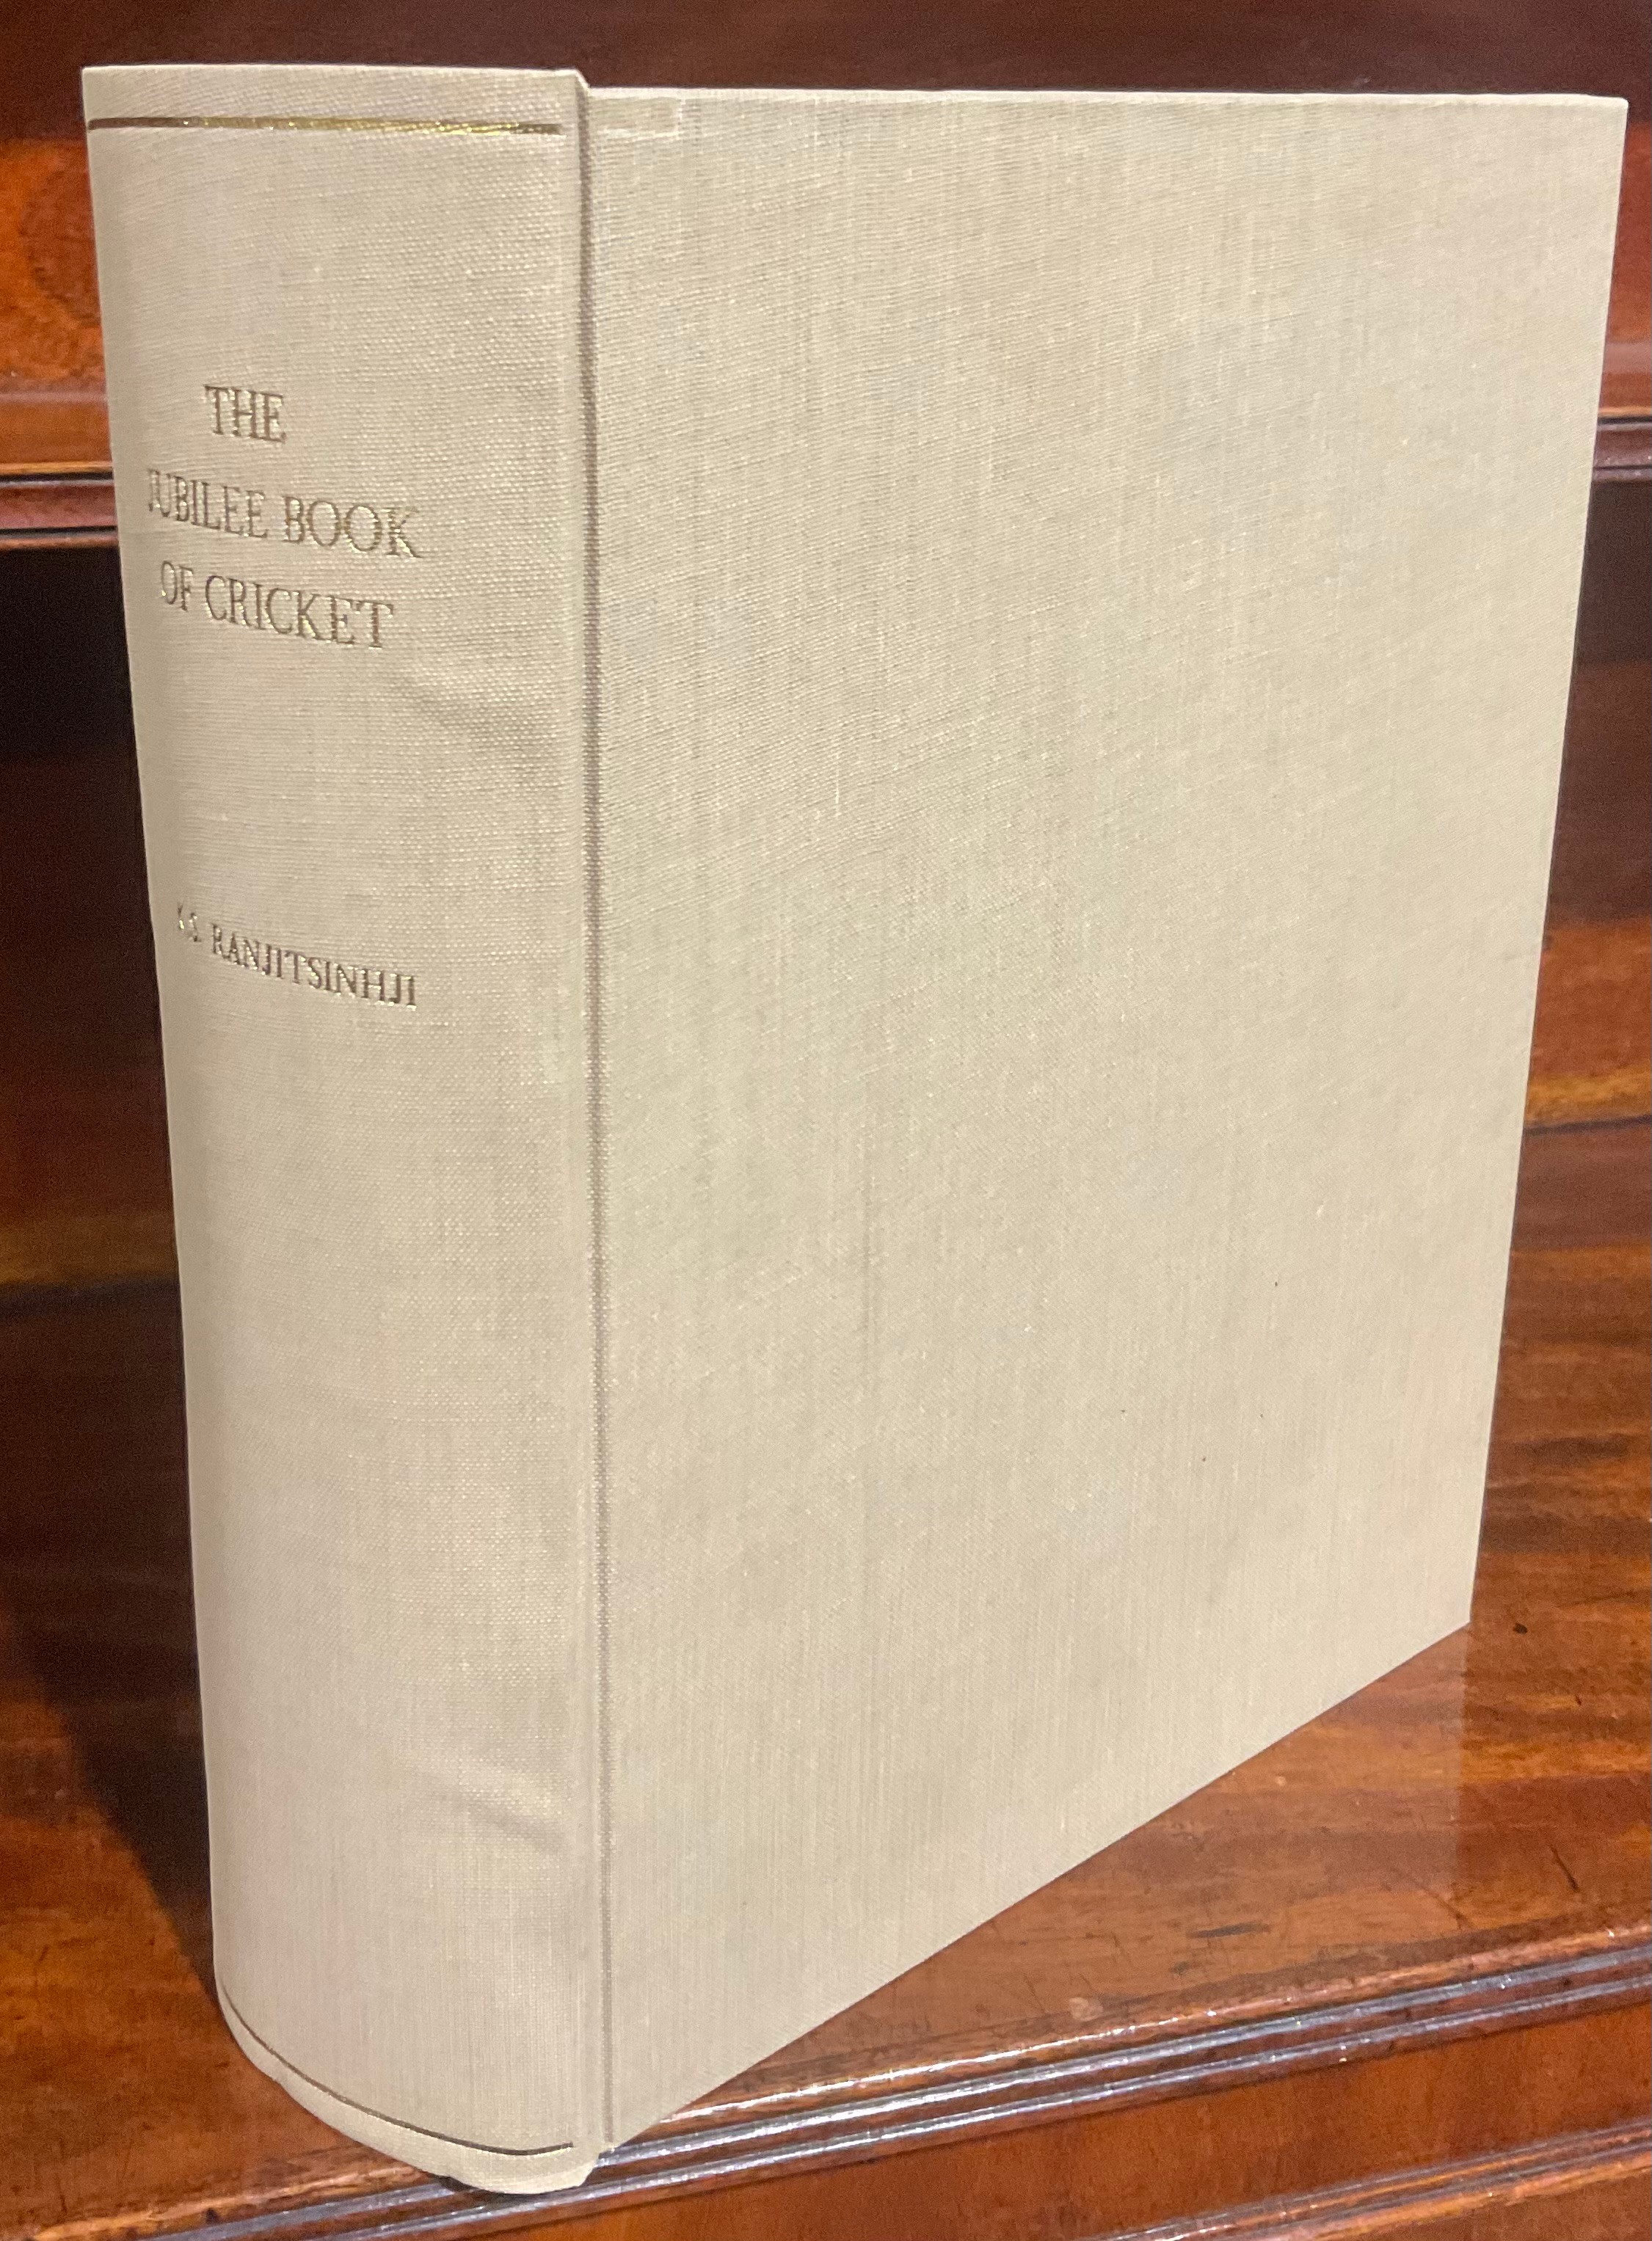 THE
JUBILEE BOOK
OF CRICKET
K.S. RANJITSINHJI